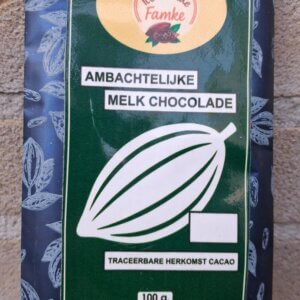 Famke
AMBACHTELIJKE
MELK CHOCOLADE
TRACEERBARE HERKOMST CACAO
100 g